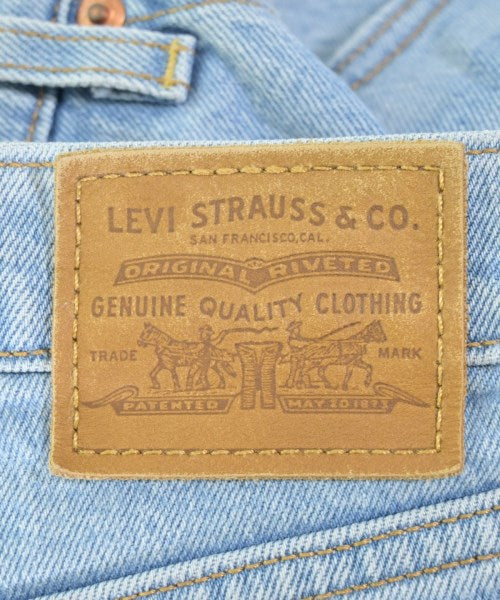 LEVI STRAUSS & CO.
SAN FRANCISCO, CAL.
ORIGINAL RIVETED
GENUINE QUALITY CLOTHING
TRADE MARK
PATENTED MAY 20 1873